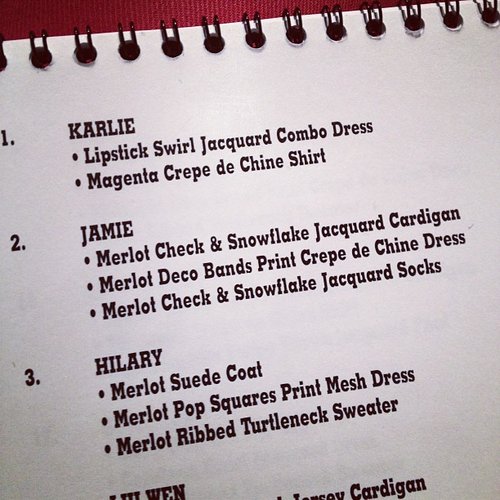 1. KARLIE
• Lipstick Swirl Jacquard Combo Dress
• Magenta Crepe de Chine Shirt
2. JAMIE
• Merlot Check & Snowflake Jacquard Cardigan
• Merlot Deco Bands Print Crepe de Chine Dress
• Merlot Check & Snowflake Jacquard Socks
3. HILARY
• Merlot Suede Coat
• Merlot Pop Squares Print Mesh Dress
• Merlot Ribbed Turtleneck Sweater
Jersey Cardigan